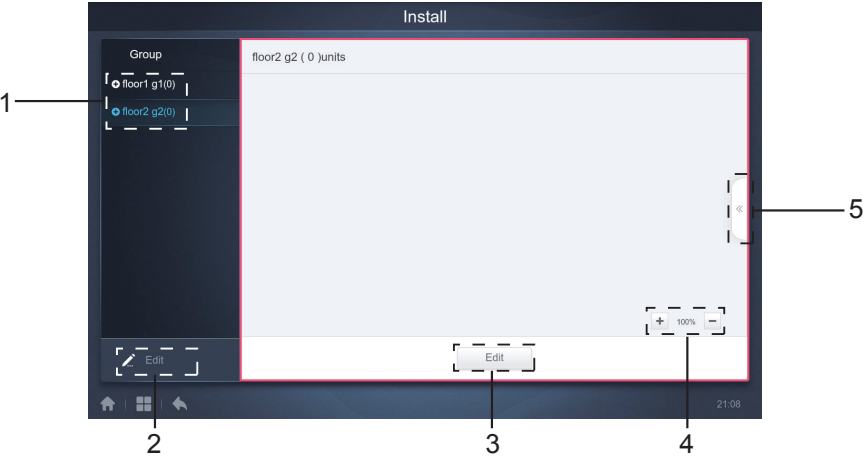 Install
Group
floor2 g2 ( 0 )units
floor1 g1(0)
1
floor2 g2(0)
5
100%
Edit
Edit
21:08
2
3
4